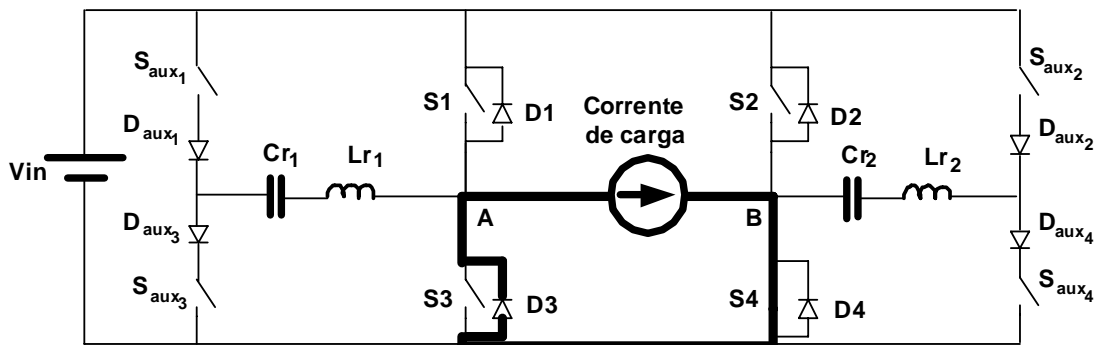 Saux1
Daux1
Vin
Cr1
Lr1
Daux3
Saux3
S1
D1
Corrente
de carga
A
B
S3
D3
S2
D2
S4
D4
Cr2
Lr2
Saux2
Daux2
Daux4
Saux4